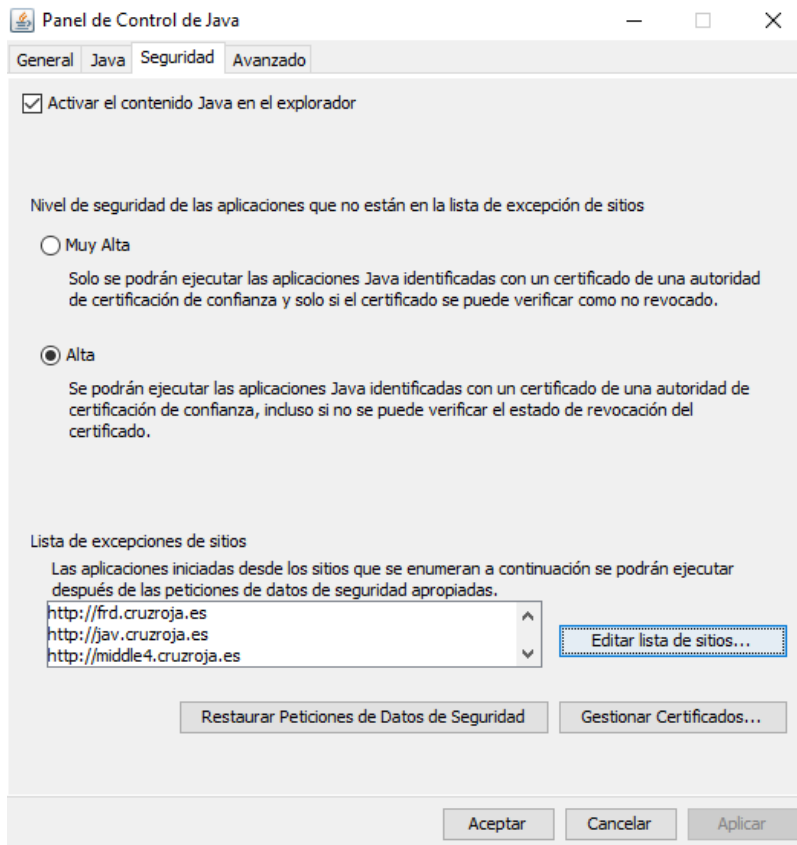 Panel de Control de Java
General Java Seguridad Avanzado
Activar el contenido Java en el explorador
Nivel de seguridad de las aplicaciones que no están en la lista de excepción de sitios
Muy Alta
Solo se podrán ejecutar las aplicaciones Java identificadas con un certificado de una autoridad
de certificación de confianza y solo si el certificado se puede verificar como no revocado.
Alta
Se podrán ejecutar las aplicaciones Java identificadas con un certificado de una autoridad de
certificación de confianza, incluso si no se puede verificar el estado de revocación del
certificado.
Lista de excepciones de sitios
Las aplicaciones iniciadas desde los sitios que se enumeran a continuación se podrán ejecutar
después de las peticiones de datos de seguridad apropiadas.
http://frd.cruzroja.es
http://jav.cruzroja.es
http://middle4.cruzroja.es
Editar lista de sitios...
Restaurar Peticiones de Datos de Seguridad Gestionar Certificados...
Aceptar Cancelar Aplicar